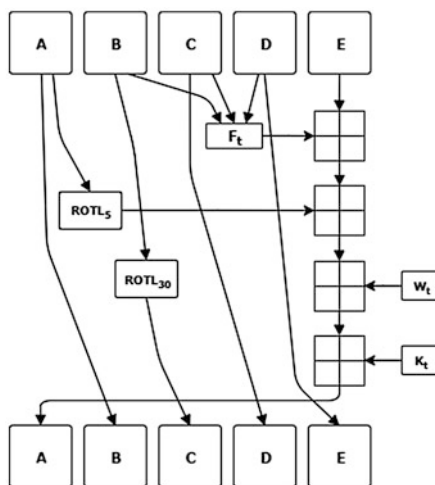 A B C D E
Fₜ
ROTL₅
ROTL₃₀
Wₜ
Kₜ
A B C D E